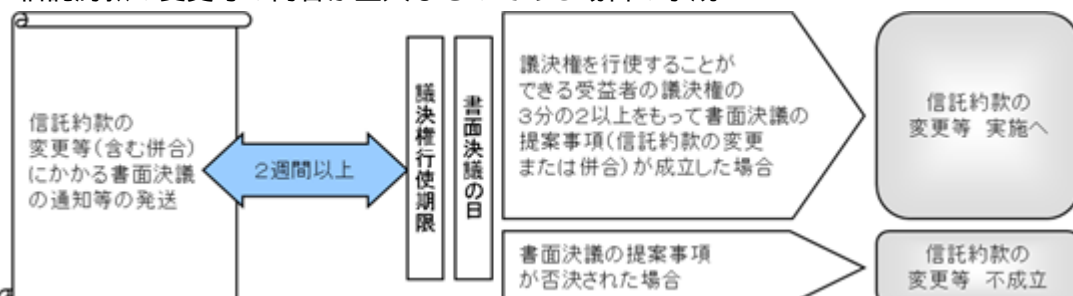 信託約款の
変更等(含む併合)
にかかる書面決議
の通知等の発送
2週間以上
議決権行使期限
書面決議の日
議決権を行使することが
できる受益者の議決権の
3分の2以上をもって書面決議の
提案事項(信託約款の変更
または併合)が成立した場合
信託約款の
変更等 実施へ
書面決議の提案事項
が否決された場合
信託約款の
変更等 不成立